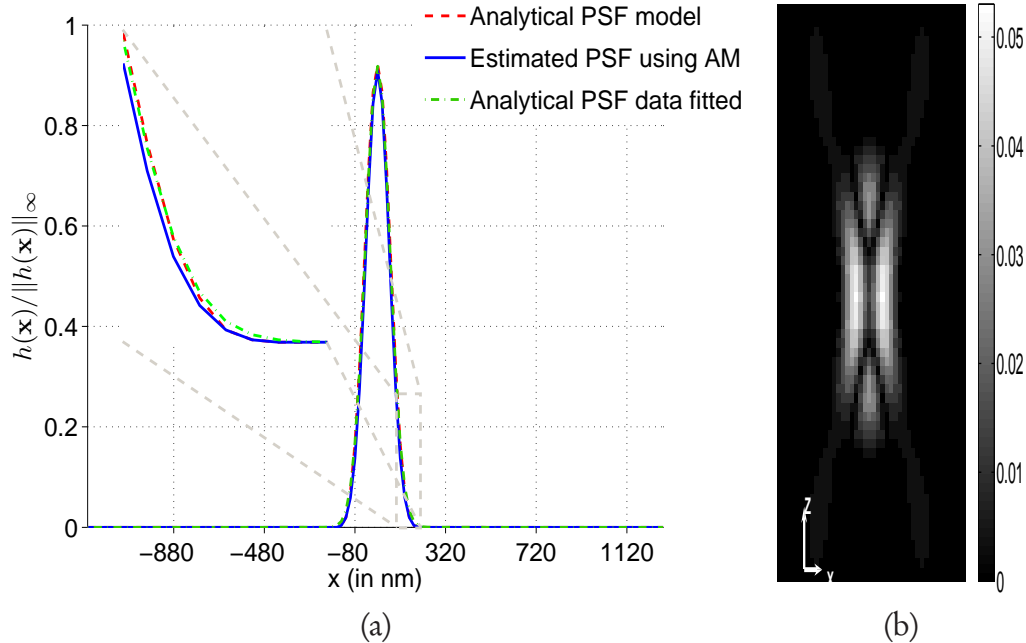 Analytical PSF model
Estimated PSF using AM
Analytical PSF data fitted
1
0.8
0.6
0.4
0.2
0
h(x)/‖h(x)‖∞
−880 −480 −80 320 720 1120
x (in nm)
(a)
0.05
0.04
0.03
0.02
0.01
0
Z
(b)